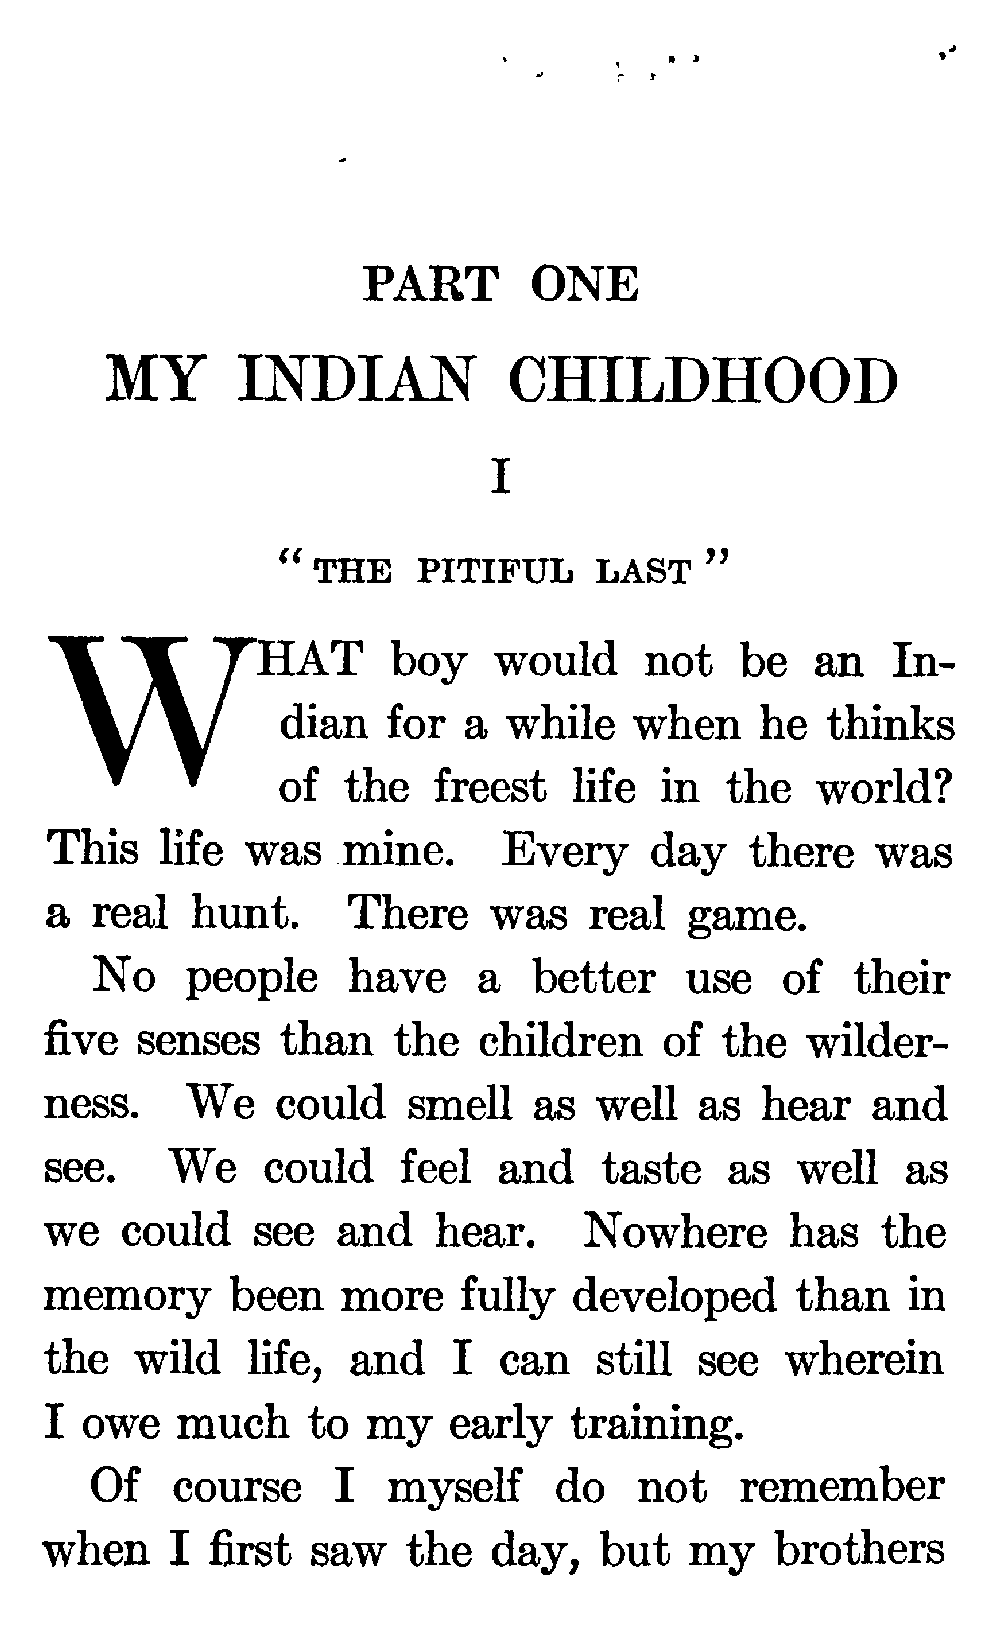 PART ONE
MY INDIAN CHILDHOOD
I
“THE PITIFUL LAST”
WHAT boy would not be an In-
dian for a while when he thinks
of the freest life in the world?
This life was mine. Every day there was
a real hunt. There was real game.
No people have a better use of their
five senses than the children of the wilder-
ness. We could smell as well as hear and
see. We could feel and taste as well as
we could see and hear. Nowhere has the
memory been more fully developed than in
the wild life, and I can still see wherein
I owe much to my early training.
Of course I myself do not remember
when I first saw the day, but my brothers